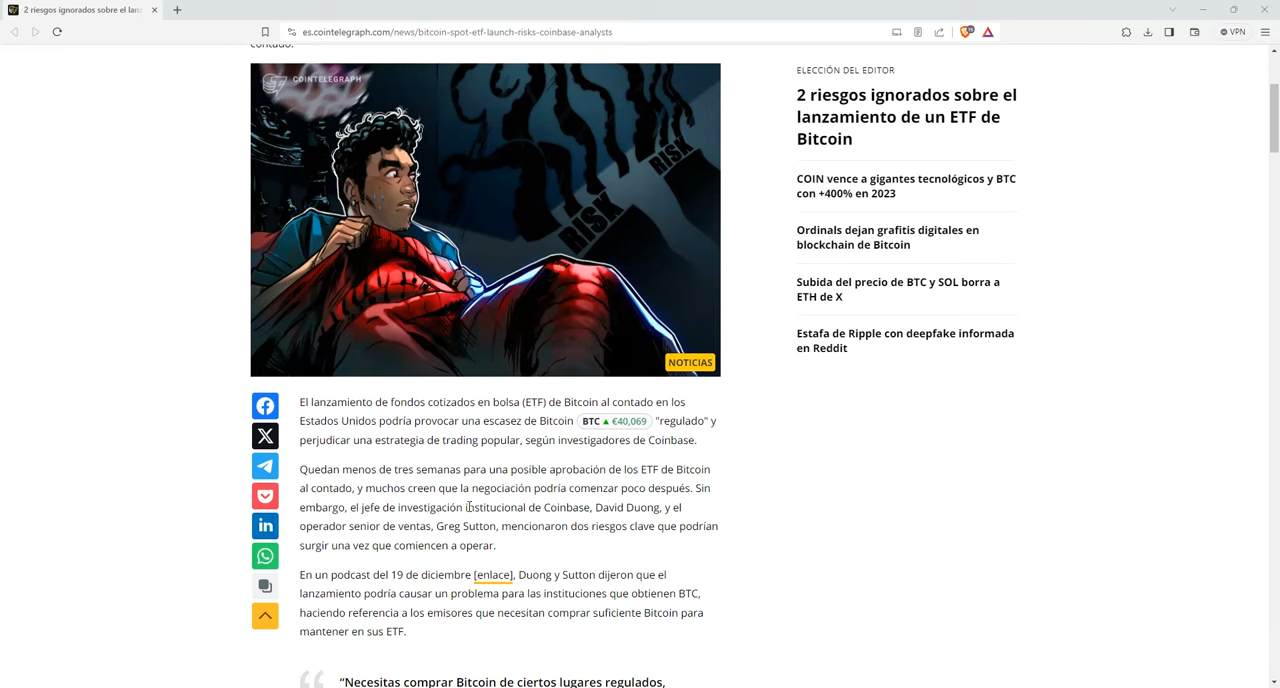 2 riesgos ignorados sobre el lan
es.cointelegraph.com/news/bitcoin-spot-etf-launch-risks-coinbase-analysts
VPN
contado.
COINTELEGRAPH
RISK
RISK
NOTICIAS
ELECCIÓN DEL EDITOR
2 riesgos ignorados sobre el
lanzamiento de un ETF de
Bitcoin
COIN vence a gigantes tecnológicos y BTC
con +400% en 2023
Ordinals dejan grafitis digitales en
blockchain de Bitcoin
Subida del precio de BTC y SOL borra a
ETH de X
Estafa de Ripple con deepfake informada
en Reddit
El lanzamiento de fondos cotizados en bolsa (ETF) de Bitcoin al contado en los
Estados Unidos podría provocar una escasez de Bitcoin BTC ▲ €40,069 "regulado" y
perjudicar una estrategia de trading popular, según investigadores de Coinbase.
Quedan menos de tres semanas para una posible aprobación de los ETF de Bitcoin
al contado, y muchos creen que la negociación podría comenzar poco después. Sin
embargo, el jefe de investigación institucional de Coinbase, David Duong, y el
operador senior de ventas, Greg Sutton, mencionaron dos riesgos clave que podrían
surgir una vez que comiencen a operar.
En un podcast del 19 de diciembre [enlace], Duong y Sutton dijeron que el
lanzamiento podría causar un problema para las instituciones que obtienen BTC,
haciendo referencia a los emisores que necesitan comprar suficiente Bitcoin para
mantener en sus ETF.
“Necesitas comprar Bitcoin de ciertos lugares regulados,